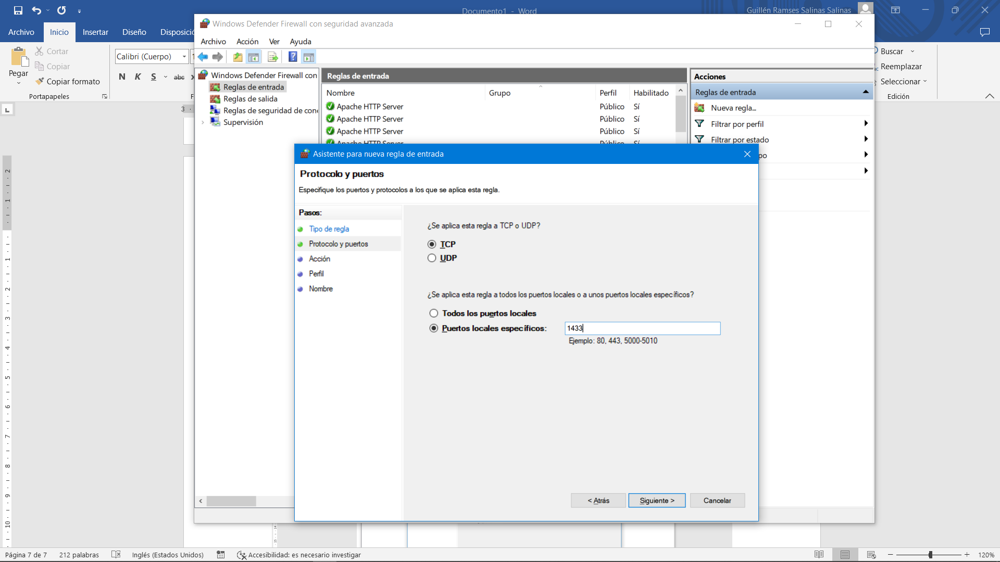 Documento1 - Word
Guillén Ramses Salinas Salinas
Archivo
Inicio
Insertar
Diseño
Cortar
Copiar
Copiar formato
Pegar
Portapapeles
Calibri (Cuerpo)
N K S abc
Buscar
Reemplazar
Seleccionar
Edición
Windows Defender Firewall con seguridad avanzada
Archivo Acción Ver Ayuda
Windows Defender Firewall con
Reglas de entrada
Reglas de salida
Reglas de seguridad de con
Supervisión
Reglas de entrada
Nombre Grupo Perfil Habilitado
Apache HTTP Server Público Sí
Apache HTTP Server Público Sí
Apache HTTP Server Público Sí
Apache HTTP Server Público Sí
Acciones
Reglas de entrada
Nueva regla...
Filtrar por perfil
Filtrar por estado
po
Asistente para nueva regla de entrada
Protocolo y puertos
Especifique los puertos y protocolos a los que se aplica esta regla.
Pasos:
Tipo de regla
Protocolo y puertos
Acción
Perfil
Nombre
¿Se aplica esta regla a TCP o UDP?
TCP
UDP
¿Se aplica esta regla a todos los puertos locales o a unos puertos locales específicos?
Todos los puertos locales
Puertos locales específicos: 1433
Ejemplo: 80, 443, 5000-5010
< Atrás Siguiente > Cancelar
Página 7 de 7 212 palabras Inglés (Estados Unidos) Accesibilidad: es necesario investigar 120%